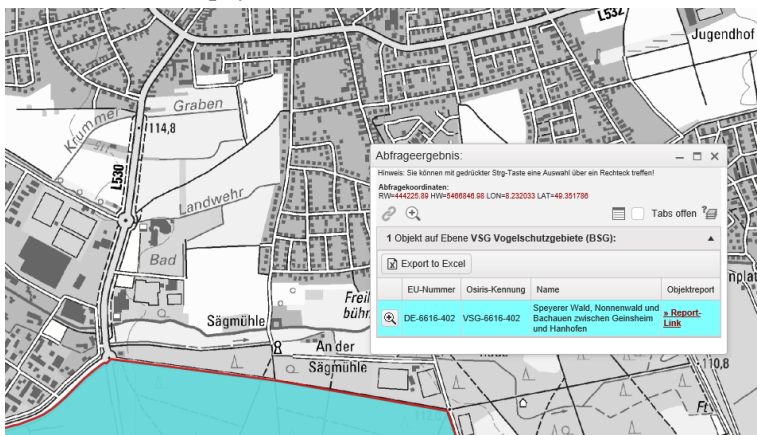 L532
Jugendhof
Krummer
Graben
114,8
L530
Landwehr
Bad
Sägmühle
An der
Sägmühle
110,8
Abfrageergebnis:
Hinweis: Sie können mit gedrückter Strg-Taste eine Auswahl über ein Rechteck treffen!
Abfragekoordinaten:
RW=444225.89 HW=5466846.98 LON=8.232033 LAT=49.351786
Tabs offen
1 Objekt auf Ebene VSG Vogelschutzgebiete (BSG):
Export to Excel
EU-Nummer Osiris-Kennung Name Objektreport
DE-6616-402 VSG-6616-402 Speyerer Wald, Nonnenwald und Bachauen zwischen Geinsheim und Hanhofen » Report-Link